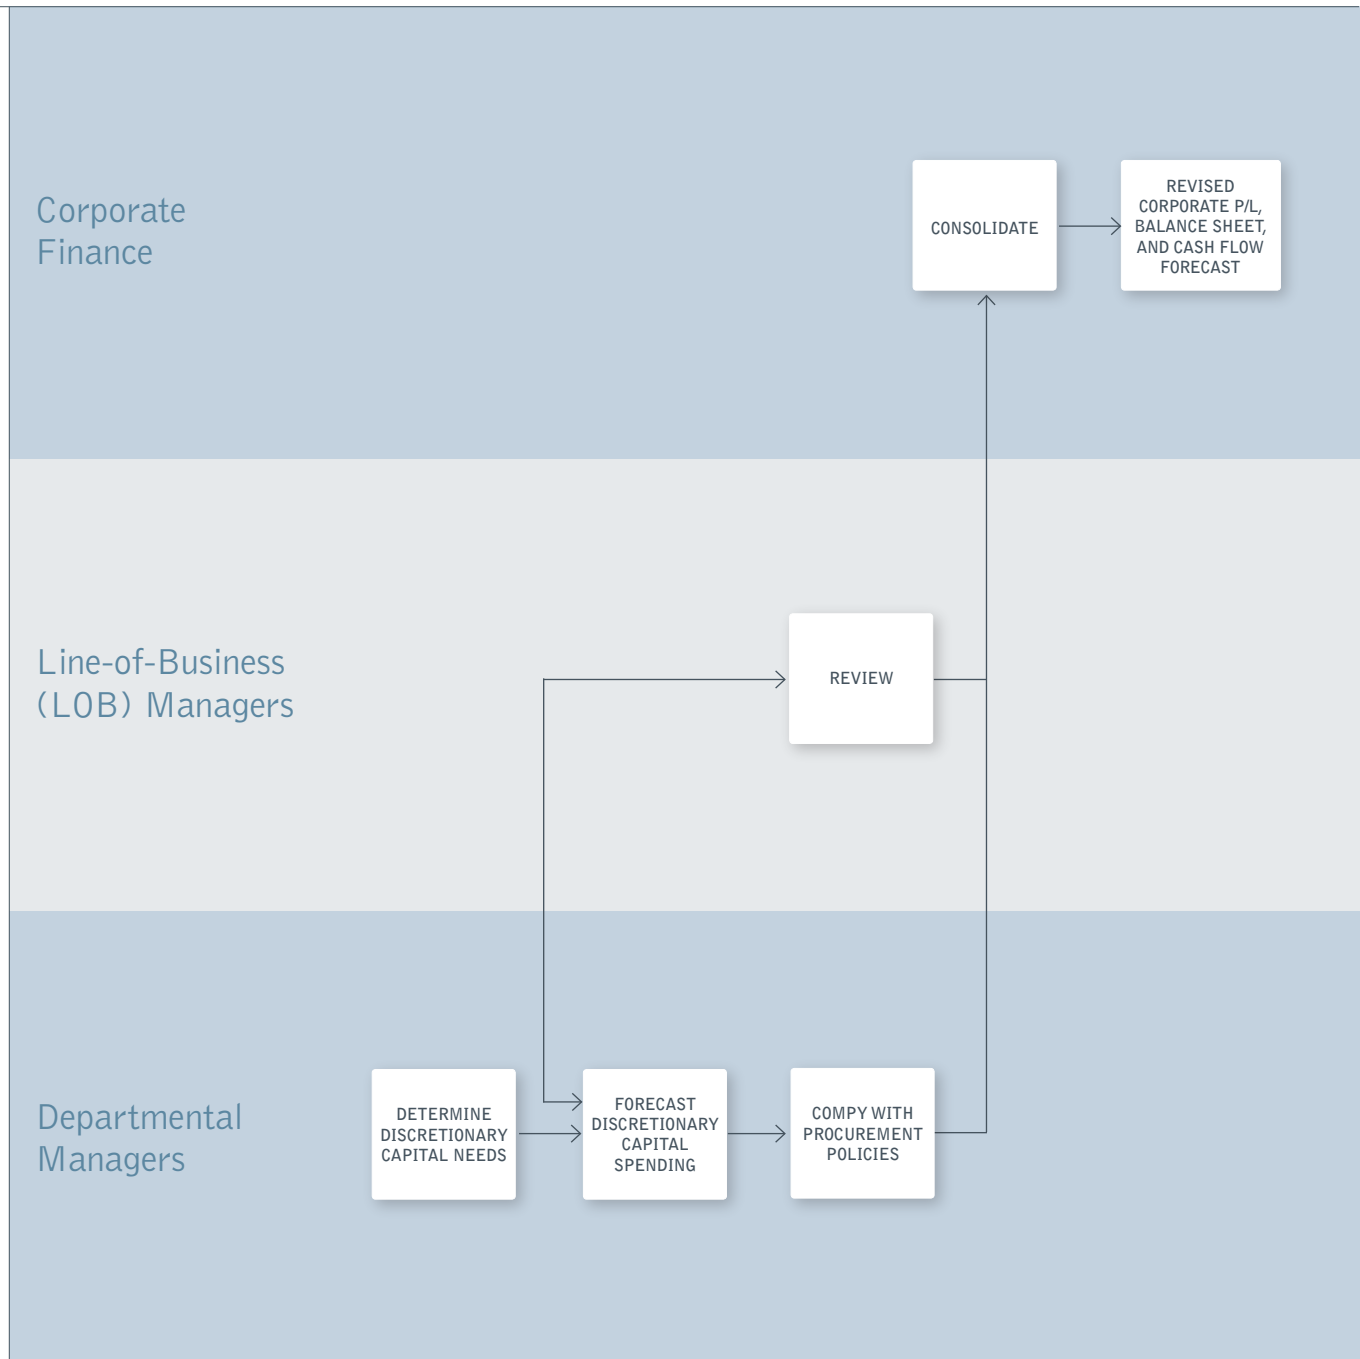 Corporate
Finance
CONSOLIDATE
REVISED
CORPORATE P/L,
BALANCE SHEET,
AND CASH FLOW
FORECAST
Line-of-Business
(LOB) Managers
REVIEW
Departmental
Managers
DETERMINE
DISCRETIONARY
CAPITAL NEEDS
FORECAST
DISCRETIONARY
CAPITAL
SPENDING
COMPY WITH
PROCUREMENT
POLICIES